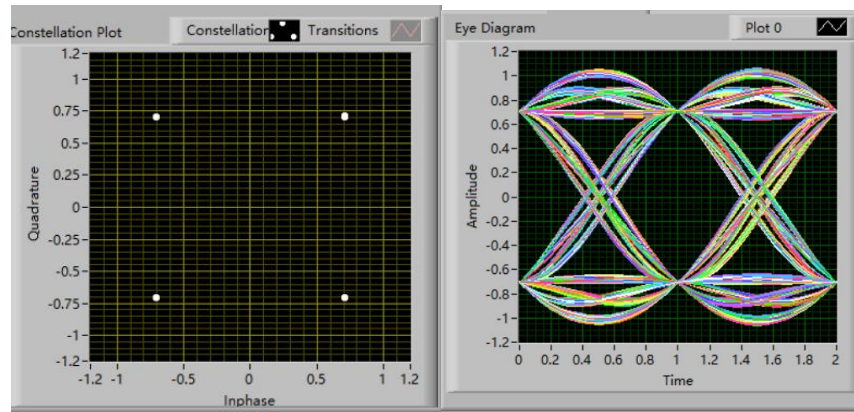 Constellation Plot
Constellation
Transitions
Quadrature
1.2
1
0.75
0.5
0.25
0
-0.25
-0.5
-0.75
-1
-1.2
-1.2 -1 -0.5 0 0.5 1 1.2
Inphase
Eye Diagram
Plot 0
Amplitude
1.2
1
0.8
0.6
0.4
0.2
0
-0.2
-0.4
-0.6
-0.8
-1
-1.2
0 0.2 0.4 0.6 0.8 1 1.2 1.4 1.6 1.8 2
Time